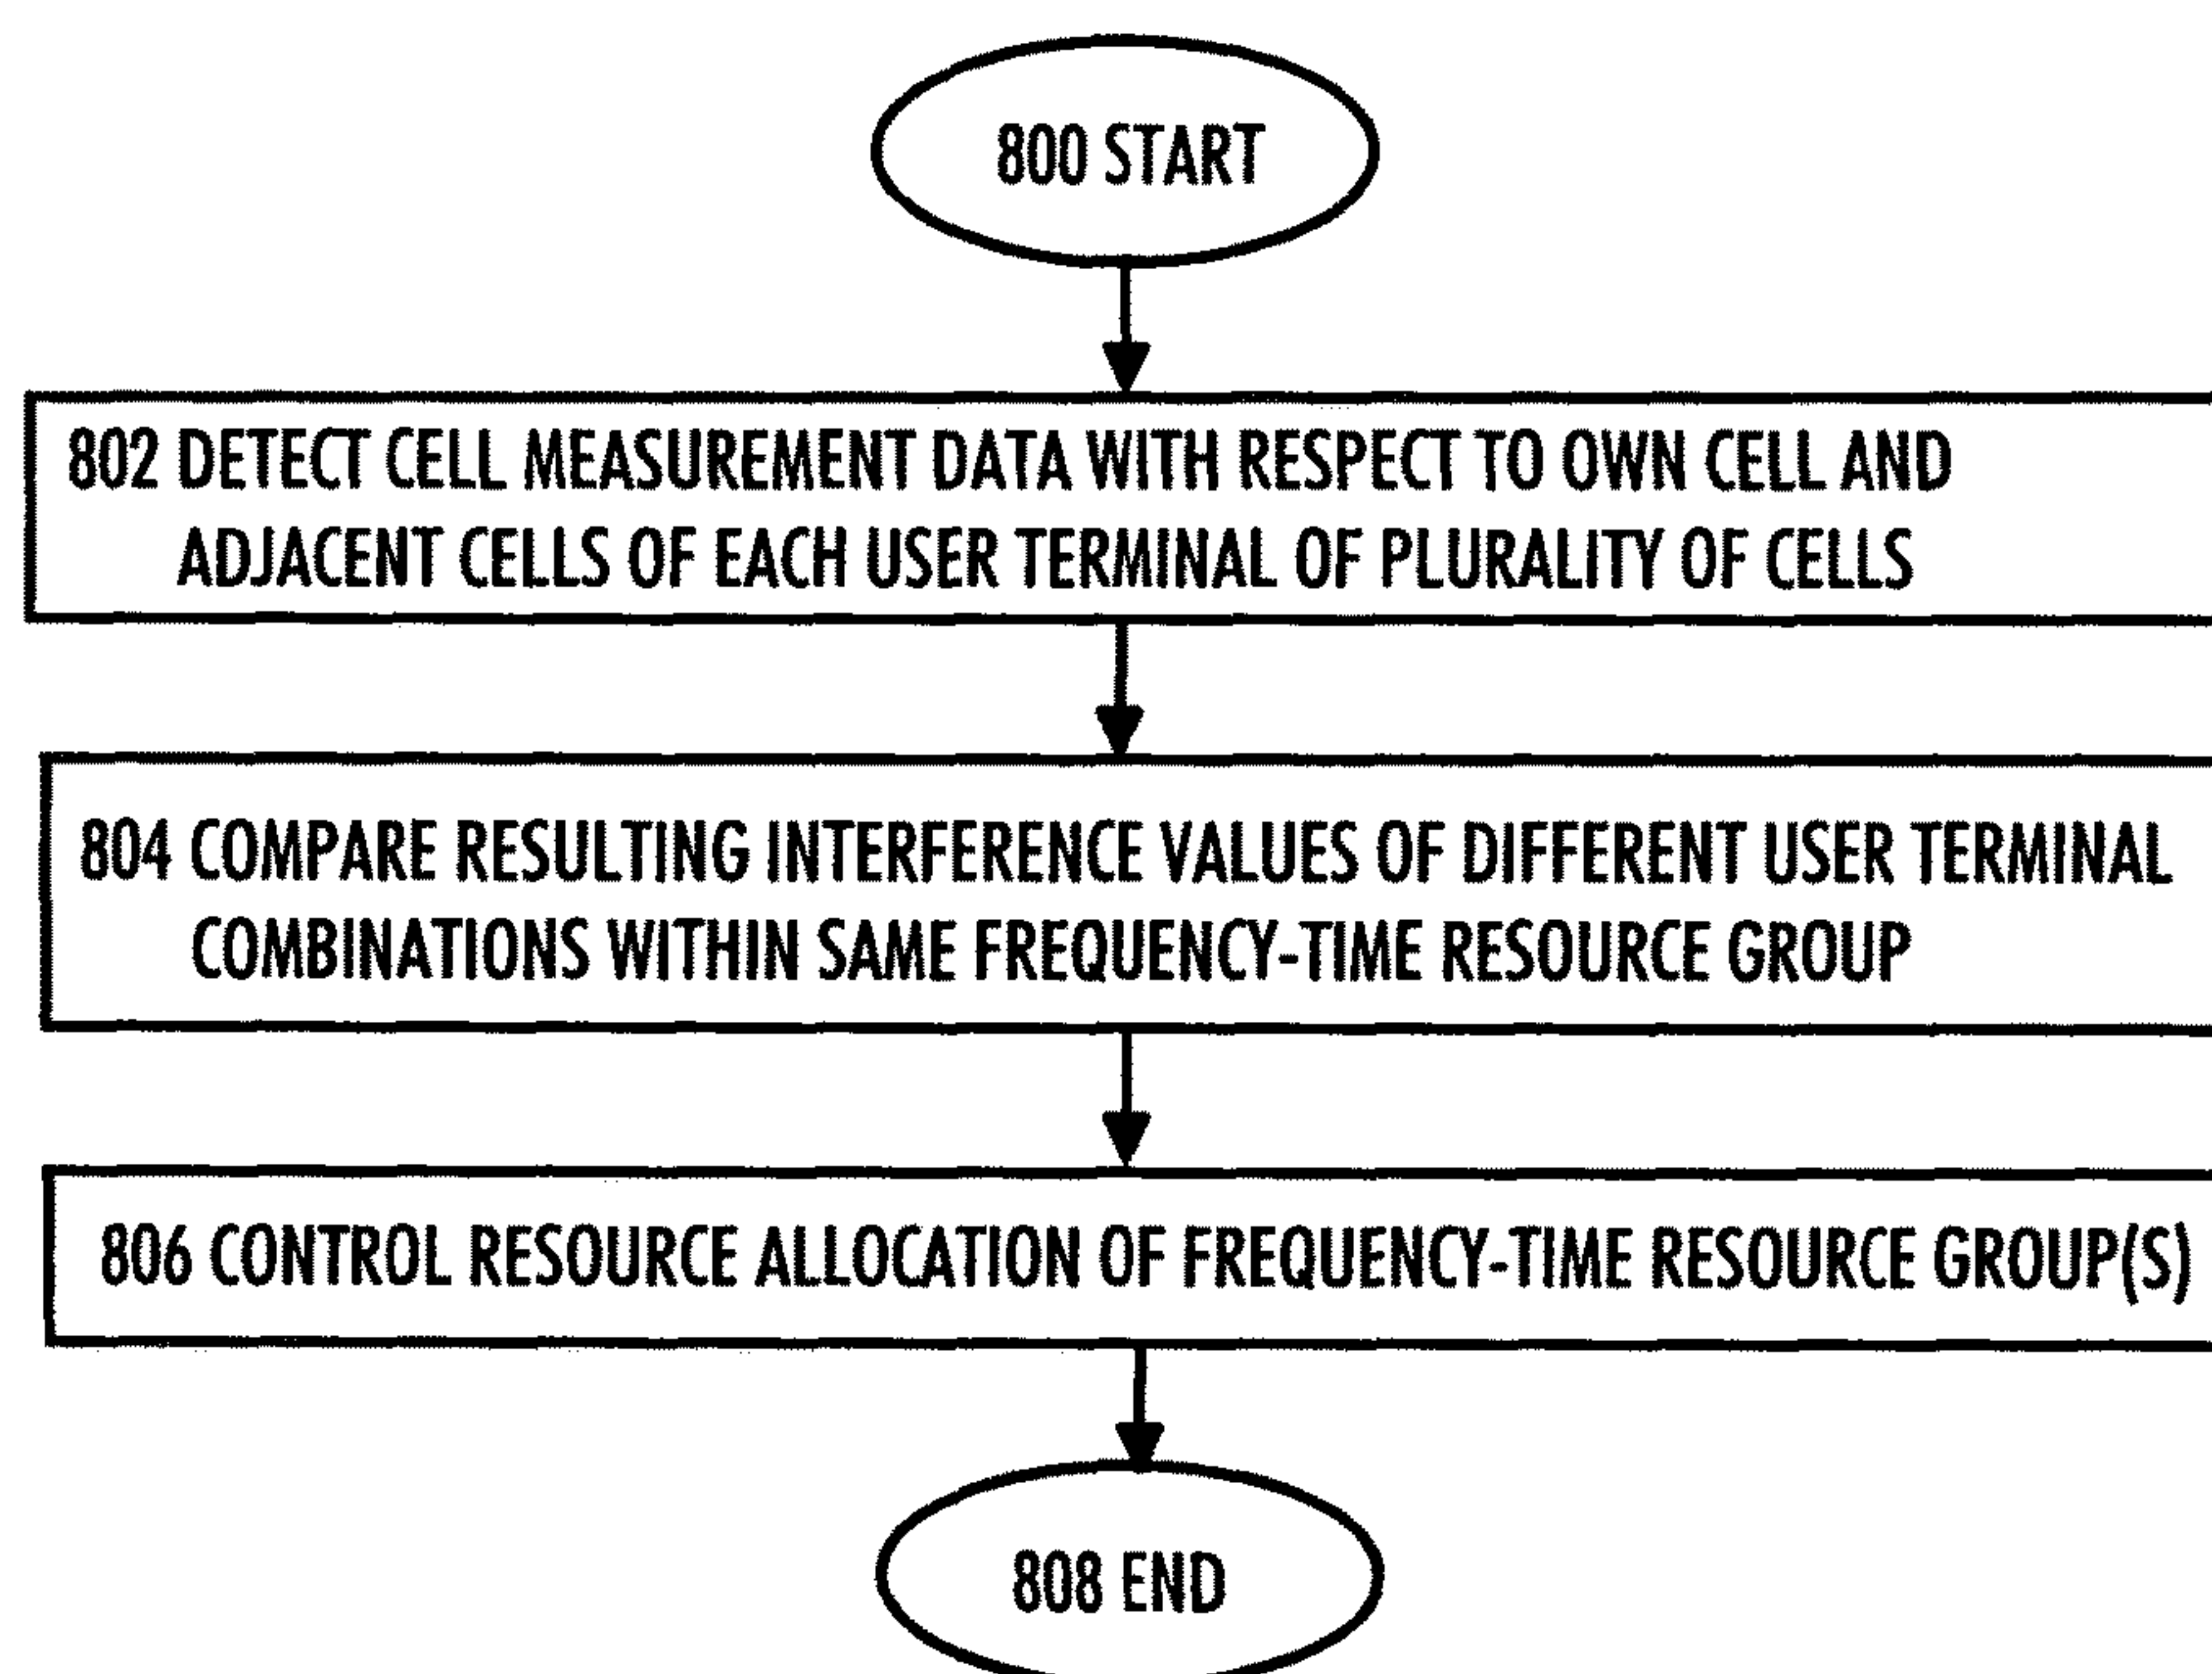 800 START
802 DETECT CELL MEASUREMENT DATA WITH RESPECT TO OWN CELL AND
ADJACENT CELLS OF EACH USER TERMINAL OF PLURALITY OF CELLS
804 COMPARE RESULTING INTERFERENCE VALUES OF DIFFERENT USER TERMINAL
COMBINATIONS WITHIN SAME FREQUENCY-TIME RESOURCE GROUP
806 CONTROL RESOURCE ALLOCATION OF FREQUENCY-TIME RESOURCE GROUP(S)
808 END